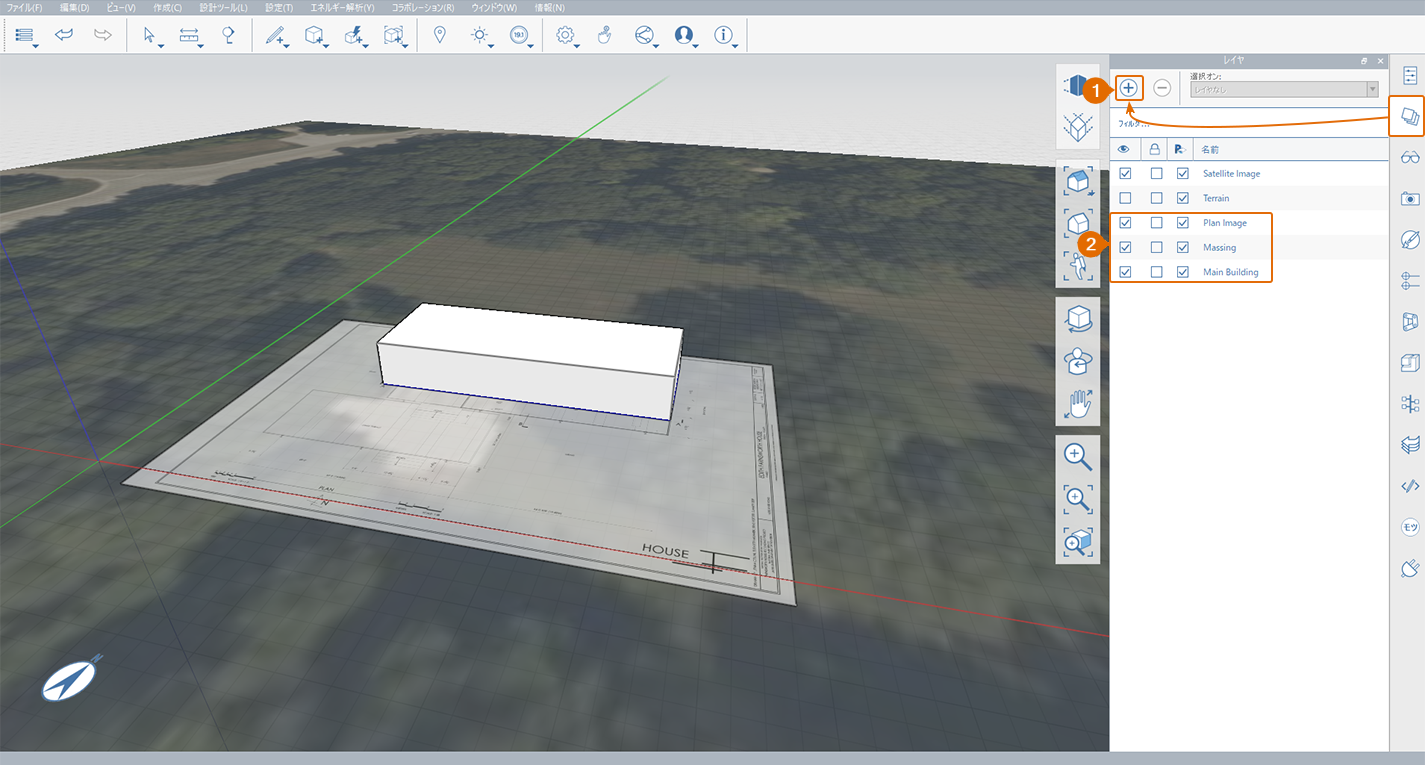 ファイル(F) 編集(D) ビュー(V) 作成(C) 設計ツール(L) 設定(T) エネルギー解析(Y) コラボレーション(R) ウィンドウ(W) 情報(N)
19.1
レイヤ
1
選択オン:
レイヤなし
フィルタ...
名前
Satellite Image
Terrain
2
Plan Image
Massing
Main Building
モツ
PLAN
N
HOUSE